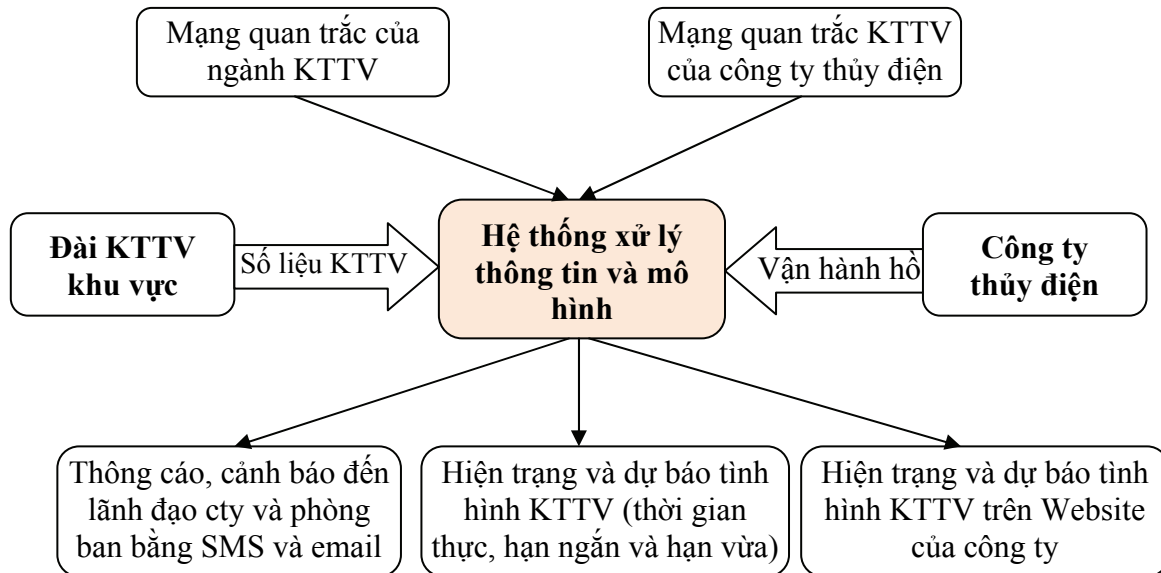 Mạng quan trắc của
ngành KTTV
Mạng quan trắc KTTV
của công ty thủy điện
Đài KTTV
khu vực
Số liệu KTTV
Hệ thống xử lý
thông tin và mô
hình
Vận hành hồ
Công ty
thủy điện
Thông cáo, cảnh báo đến
lãnh đạo cty và phòng
ban bằng SMS và email
Hiện trạng và dự báo tình
hình KTTV (thời gian
thực, hạn ngắn và hạn vừa)
Hiện trạng và dự báo tình
hình KTTV trên Website
của công ty